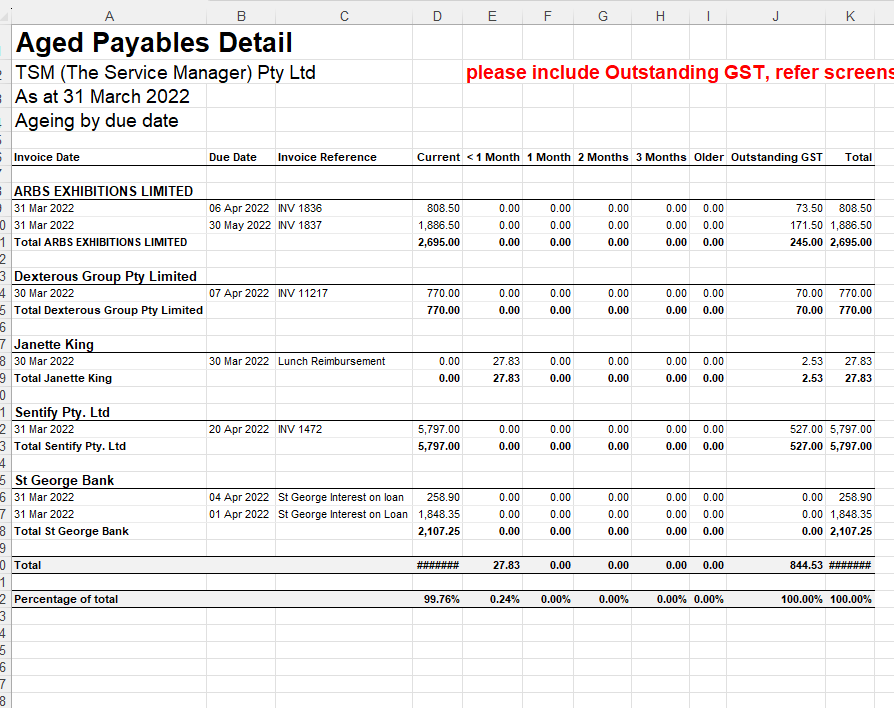 A B C D E F G H I J K
Aged Payables Detail
TSM (The Service Manager) Pty Ltd please include Outstanding GST, refer screens
As at 31 March 2022
Ageing by due date
Invoice Date Due Date Invoice Reference Current < 1 Month 1 Month 2 Months 3 Months Older Outstanding GST Total
ARBS EXHIBITIONS LIMITED
31 Mar 2022 06 Apr 2022 INV 1836 808.50 0.00 0.00 0.00 0.00 0.00 73.50 808.50
31 Mar 2022 30 May 2022 INV 1837 1,886.50 0.00 0.00 0.00 0.00 0.00 171.50 1,886.50
Total ARBS EXHIBITIONS LIMITED 2,695.00 0.00 0.00 0.00 0.00 0.00 245.00 2,695.00
Dexterous Group Pty Limited
30 Mar 2022 07 Apr 2022 INV 11217 770.00 0.00 0.00 0.00 0.00 0.00 70.00 770.00
Total Dexterous Group Pty Limited 770.00 0.00 0.00 0.00 0.00 0.00 70.00 770.00
Janette King
30 Mar 2022 30 Mar 2022 Lunch Reimbursement 0.00 27.83 0.00 0.00 0.00 0.00 2.53 27.83
Total Janette King 0.00 27.83 0.00 0.00 0.00 0.00 2.53 27.83
Sentify Pty. Ltd
31 Mar 2022 20 Apr 2022 INV 1472 5,797.00 0.00 0.00 0.00 0.00 0.00 527.00 5,797.00
Total Sentify Pty. Ltd 5,797.00 0.00 0.00 0.00 0.00 0.00 527.00 5,797.00
St George Bank
31 Mar 2022 04 Apr 2022 St George Interest on loan 258.90 0.00 0.00 0.00 0.00 0.00 0.00 258.90
31 Mar 2022 01 Apr 2022 St George Interest on Loan 1,848.35 0.00 0.00 0.00 0.00 0.00 0.00 1,848.35
Total St George Bank 2,107.25 0.00 0.00 0.00 0.00 0.00 0.00 2,107.25
Total ####### 27.83 0.00 0.00 0.00 0.00 844.53 #######
Percentage of total 99.76% 0.24% 0.00% 0.00% 0.00% 0.00% 100.00% 100.00%